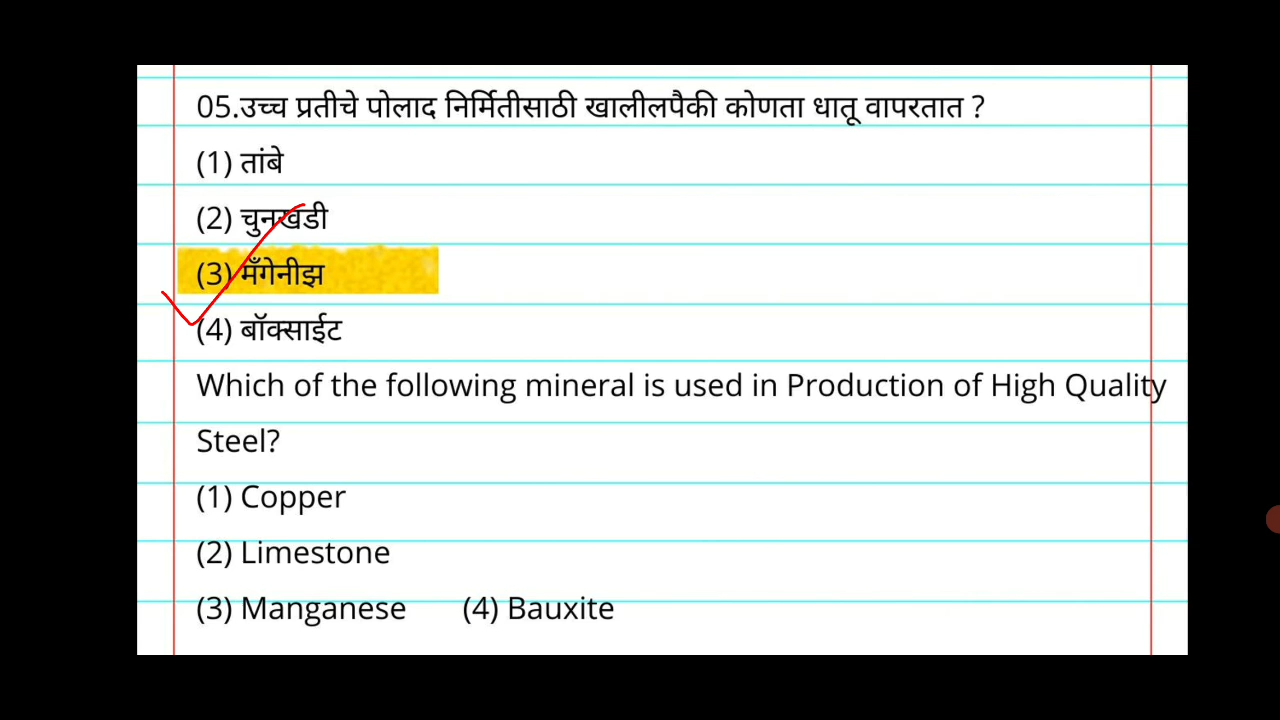 05.उच्च प्रतीचे पोलाद निर्मितीसाठी खालीलपैकी कोणता धातू वापरतात ?
(1) तांबे
(2) चुनखडी
(3) मँगेनीझ
(4) बॉक्साईट
Which of the following mineral is used in Production of High Quality
Steel?
(1) Copper
(2) Limestone
(3) Manganese (4) Bauxite